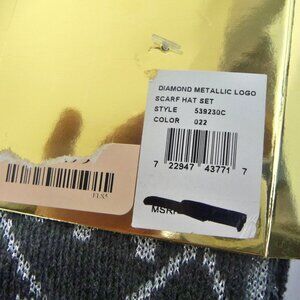 DIAMOND METALLIC LOGO
SCARF HAT SET
STYLE 539230C
COLOR 022
7 22947 43771 7